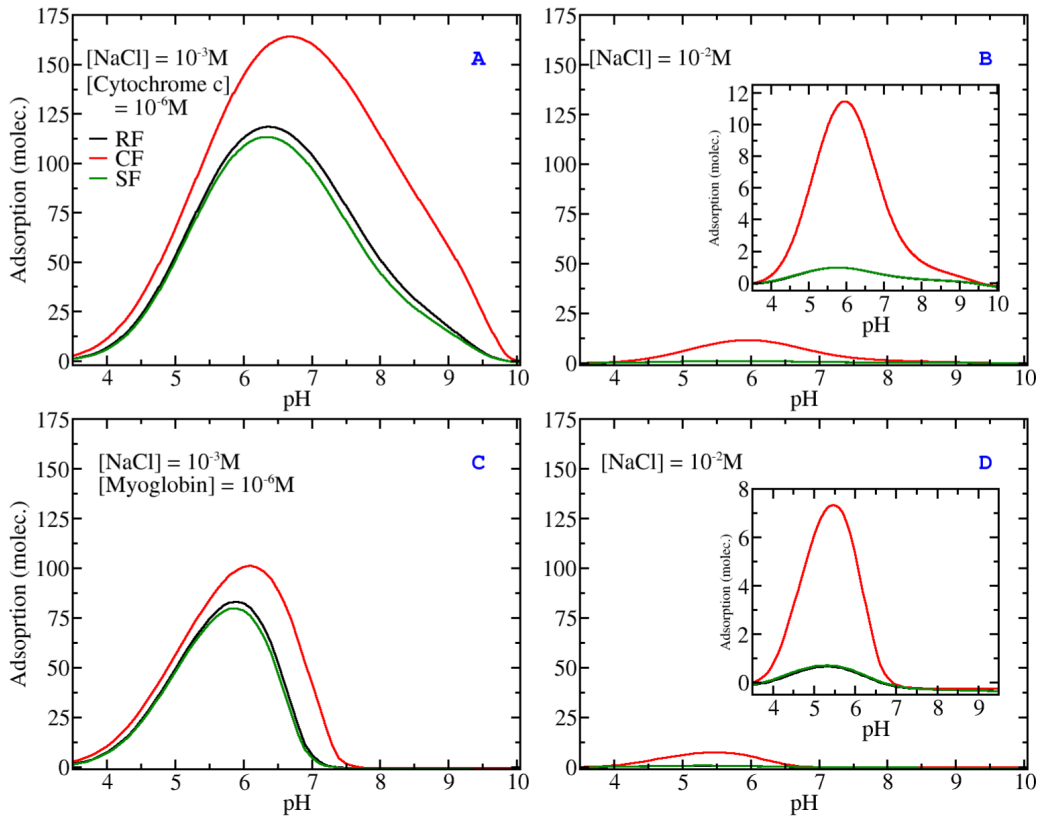 [NaCl] = 10⁻³M
A
[Cytochrome c]
= 10⁻⁶M
RF
CF
SF
Adsorption (molec.)
175
150
125
100
75
50
25
0
4 5 6 7 8 9 10
pH
[NaCl] = 10⁻²M
B
175
150
125
100
75
50
25
0
4 5 6 7 8 9 10
pH
Adsorption (molec.)
12
10
8
6
4
2
0
4 5 6 7 8 9 10
pH
[NaCl] = 10⁻³M
C
[Myoglobin] = 10⁻⁶M
Adsoprtion (molec.)
175
150
125
100
75
50
25
0
4 5 6 7 8 9 10
pH
[NaCl] = 10⁻²M
D
175
150
125
100
75
50
25
0
4 5 6 7 8 9 10
pH
Adsorption (molec.)
8
6
4
2
0
4 5 6 7 8 9
pH